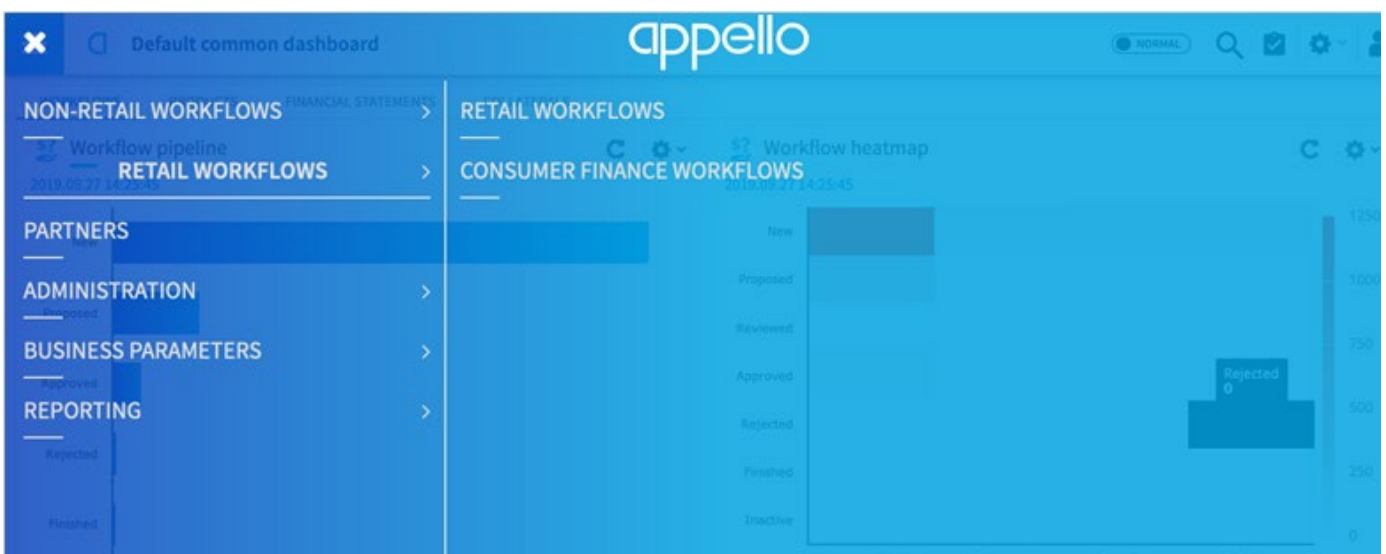 Default common dashboard
appello
NORMAL
NON-RETAIL WORKFLOWS
RETAIL WORKFLOWS
PARTNERS
ADMINISTRATION
BUSINESS PARAMETERS
REPORTING
RETAIL WORKFLOWS
CONSUMER FINANCE WORKFLOWS
FINANCIAL STATEMENTS
Workflow pipeline
2019.09.27 14:25:45
New
Proposed
Approved
Rejected
Finished
Workflow heatmap
2019.09.27 14:25:45
New
Proposed
Reviewed
Approved
Rejected
Finished
Inactive
Rejected
0
1250
1000
750
500
250
0